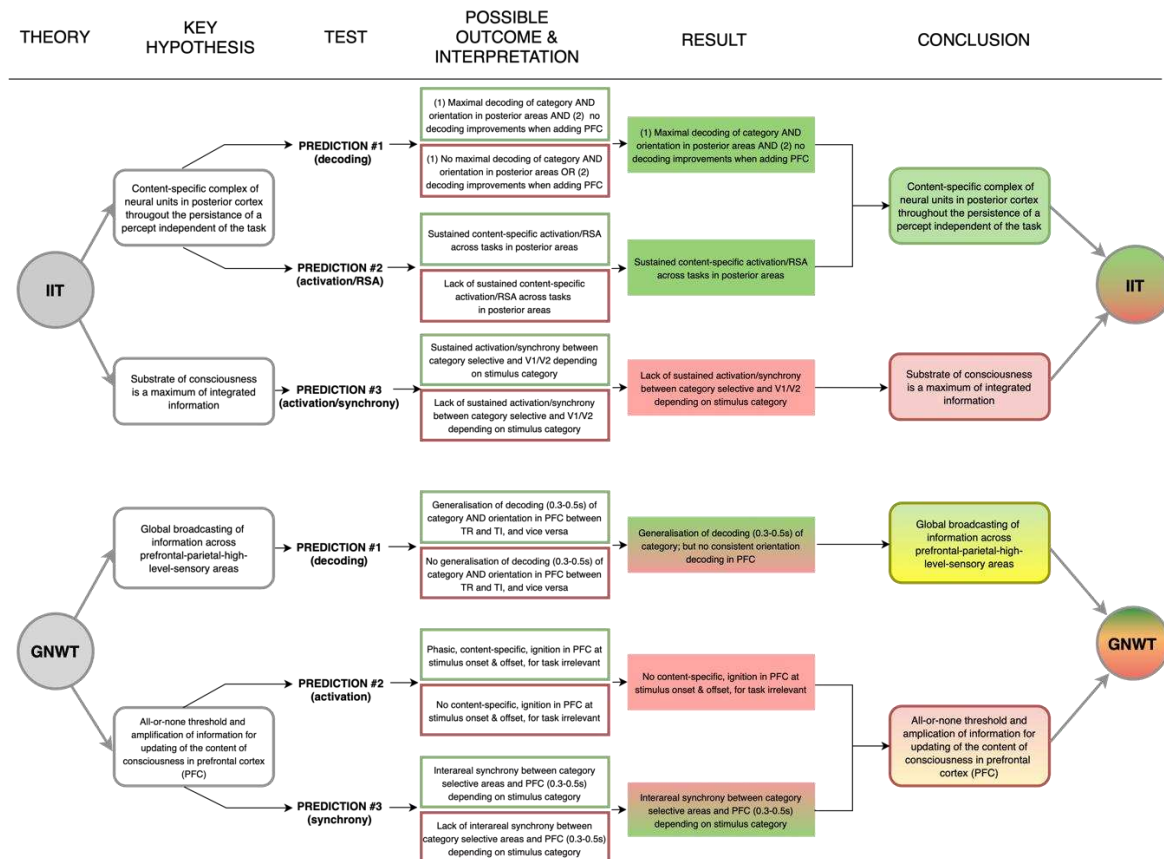 THEORY
KEY
HYPOTHESIS
TEST
POSSIBLE
OUTCOME &
INTERPRETATION
RESULT
CONCLUSION
IIT
Content-specific complex of
neural units in posterior cortex
througout the persistance of a
percept independent of the task
PREDICTION #1
(decoding)
(1) Maximal decoding of category AND
orientation in posterior areas AND (2) no
decoding improvements when adding PFC
(1) No maximal decoding of category AND
orientation in posterior areas OR (2)
decoding improvements when adding PFC
(1) Maximal decoding of category AND
orientation in posterior areas AND (2) no
decoding improvements when adding PFC
PREDICTION #2
(activation/RSA)
Sustained content-specific activation/RSA
across tasks in posterior areas
Lack of sustained content-specific
activation/RSA across tasks
in posterior areas
Sustained content-specific activation/RSA
across tasks in posterior areas
Content-specific complex of
neural units in posterior cortex
througout the persistence of a
percept independent of the task
IIT
Substrate of consciousness
is a maximum of integrated
information
PREDICTION #3
(activation/synchrony)
Sustained activation/synchrony between
category selective and V1/V2 depending
on stimulus category
Lack of sustained activation/synchrony
between category selective and V1/V2
depending on stimulus category
Lack of sustained activation/synchrony
between category selective and V1/V2
depending on stimulus category
Substrate of consciousness
is a maximum of integrated
information
GNWT
Global broadcasting of
information across
prefrontal-parietal-high-
level-sensory areas
PREDICTION #1
(decoding)
Generalisation of decoding (0.3-0.5s) of
category AND orientation in PFC between
TR and TI, and vice versa
No generalisation of decoding (0.3-0.5s) of
category AND orientation in PFC between
TR and TI, and vice versa
Generalisation of decoding (0.3-0.5s) of
category; but no consistent orientation
decoding in PFC
Global broadcasting of
information across
prefrontal-parietal-high-
level-sensory areas
GNWT
All-or-none threshold and
amplication of information for
updating of the content of
consciousness in prefrontal cortex
(PFC)
PREDICTION #2
(activation)
Phasic, content-specific, ignition in PFC at
stimulus onset & offset, for task irrelevant
No content-specific, ignition in PFC at
stimulus onset & offset, for task irrelevant
No content-specific, ignition in PFC at
stimulus onset & offset, for task irrelevant
PREDICTION #3
(synchrony)
Interareal synchrony between category
selective areas and PFC (0.3-0.5s)
depending on stimulus category
Lack of interareal synchrony between
category selective areas and PFC (0.3-0.5s)
depending on stimulus category
Interareal synchrony between category
selective areas and PFC (0.3-0.5s)
depending on stimulus category
All-or-none threshold and
amplication of information for
updating of the content of
consciousness in prefrontal cortex
(PFC)